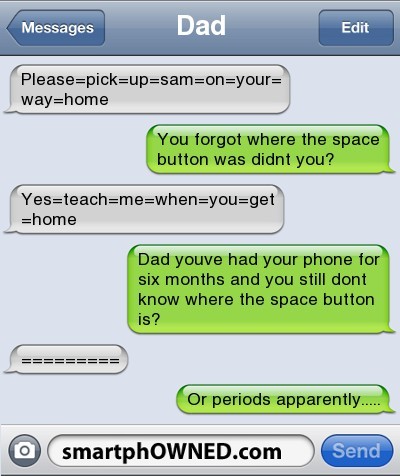 Messages
Dad
Edit
Please=pick=up=sam=on=your=
way=home
You forgot where the space
button was didnt you?
Yes=teach=me=when=you=get
=home
Dad youve had your phone for
six months and you still dont
know where the space button
is?
=========
Or periods apparently.....
smartphOWNED.com
Send